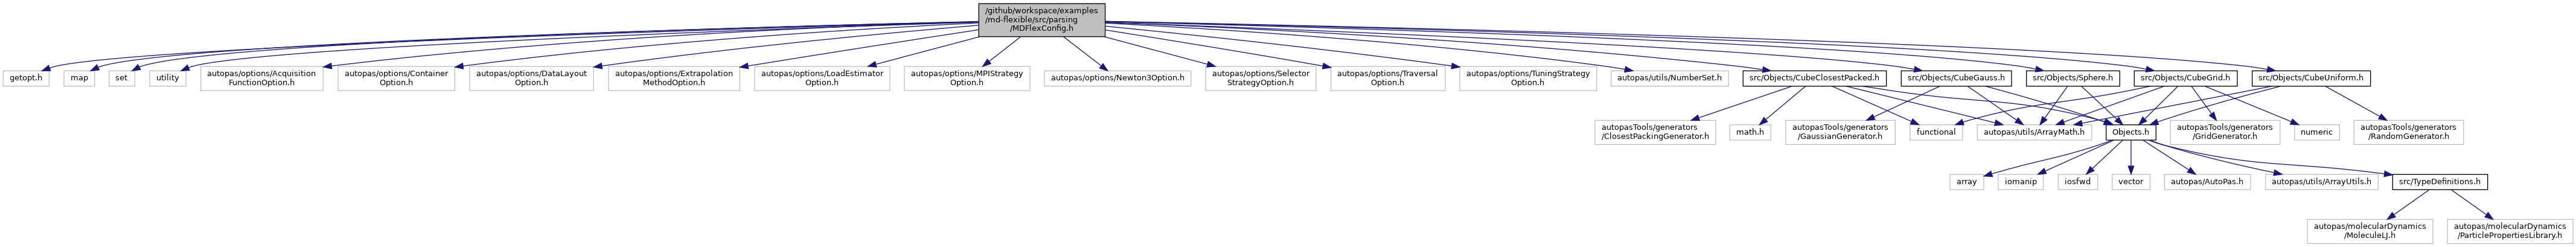 /github/workspace/examples
/md-flexible/src/parsing
/MDFlexConfig.h
getopt.h
map
set
utility
autopas/options/Acquisition
FunctionOption.h
autopas/options/Container
Option.h
autopas/options/DataLayout
Option.h
autopas/options/Extrapolation
MethodOption.h
autopas/options/LoadEstimator
Option.h
autopas/options/MPIStrategy
Option.h
autopas/options/Newton3Option.h
autopas/options/Selector
StrategyOption.h
autopas/options/Traversal
Option.h
autopas/options/TuningStrategy
Option.h
autopas/utils/NumberSet.h
src/Objects/CubeClosestPacked.h
src/Objects/CubeGauss.h
src/Objects/Sphere.h
src/Objects/CubeGrid.h
src/Objects/CubeUniform.h
autopasTools/generators
/ClosestPackingGenerator.h
math.h
autopasTools/generators
/GaussianGenerator.h
functional
autopas/utils/ArrayMath.h
Objects.h
autopasTools/generators
/GridGenerator.h
numeric
autopasTools/generators
/RandomGenerator.h
array
iomanip
iosfwd
vector
autopas/AutoPas.h
autopas/utils/ArrayUtils.h
src/TypeDefinitions.h
autopas/molecularDynamics
/MoleculeLJ.h
autopas/molecularDynamics
/ParticlePropertiesLibrary.h